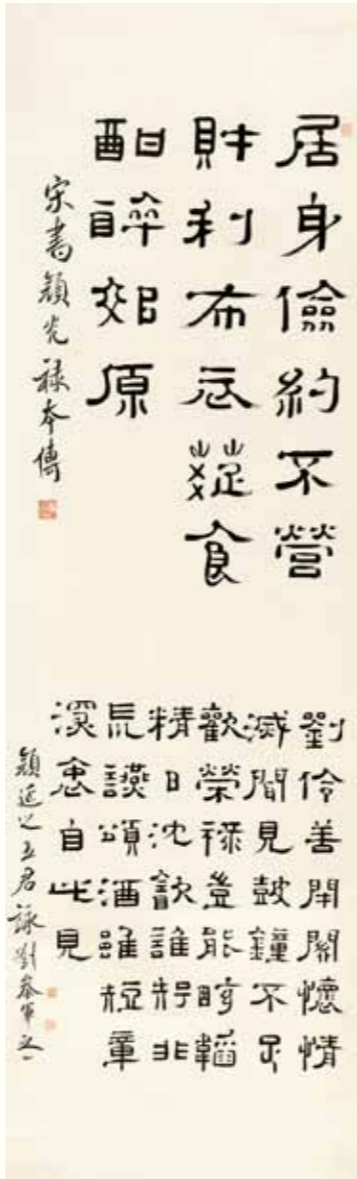 居身儉約不營
財利布衣蔬食
酣醉郊原
宋書顏光祿本傳
劉伶善閉關懷情
滅聞見鼓鐘不足
歡榮祿豈能眩韜
精日沈飲誰知非
荒讌頌酒雖短章
深衷自此見
顏延之五君詠劉參軍之一